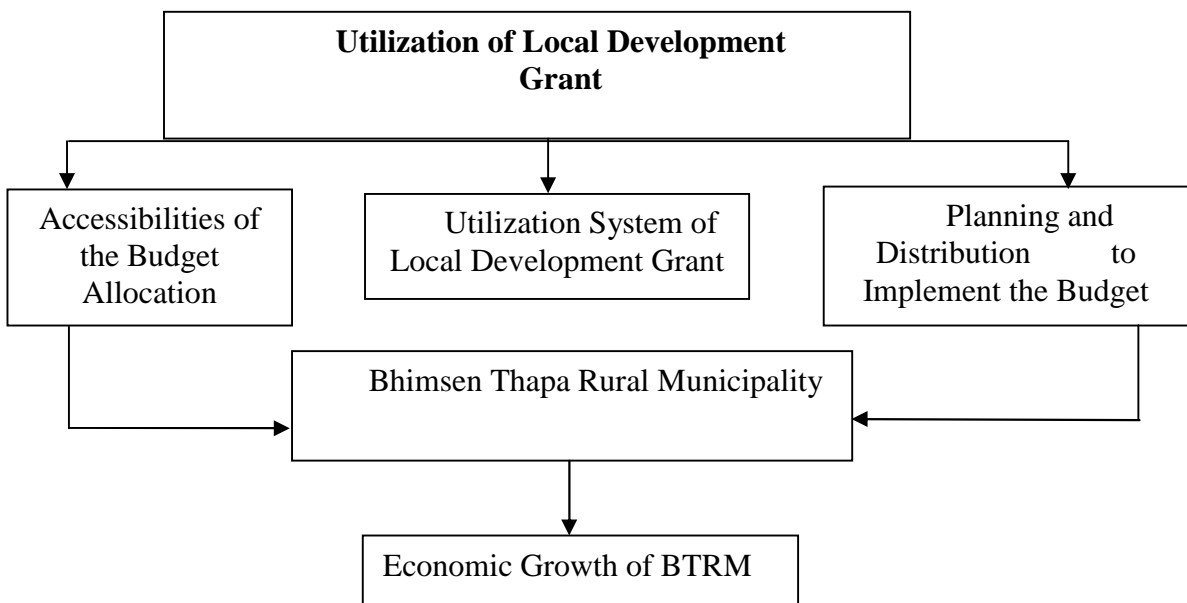 Utilization of Local Development
Grant
Accessibilities of
the Budget
Allocation
Utilization System of
Local Development Grant
Planning and
Distribution to
Implement the Budget
Bhimsen Thapa Rural Municipality
Economic Growth of BTRM